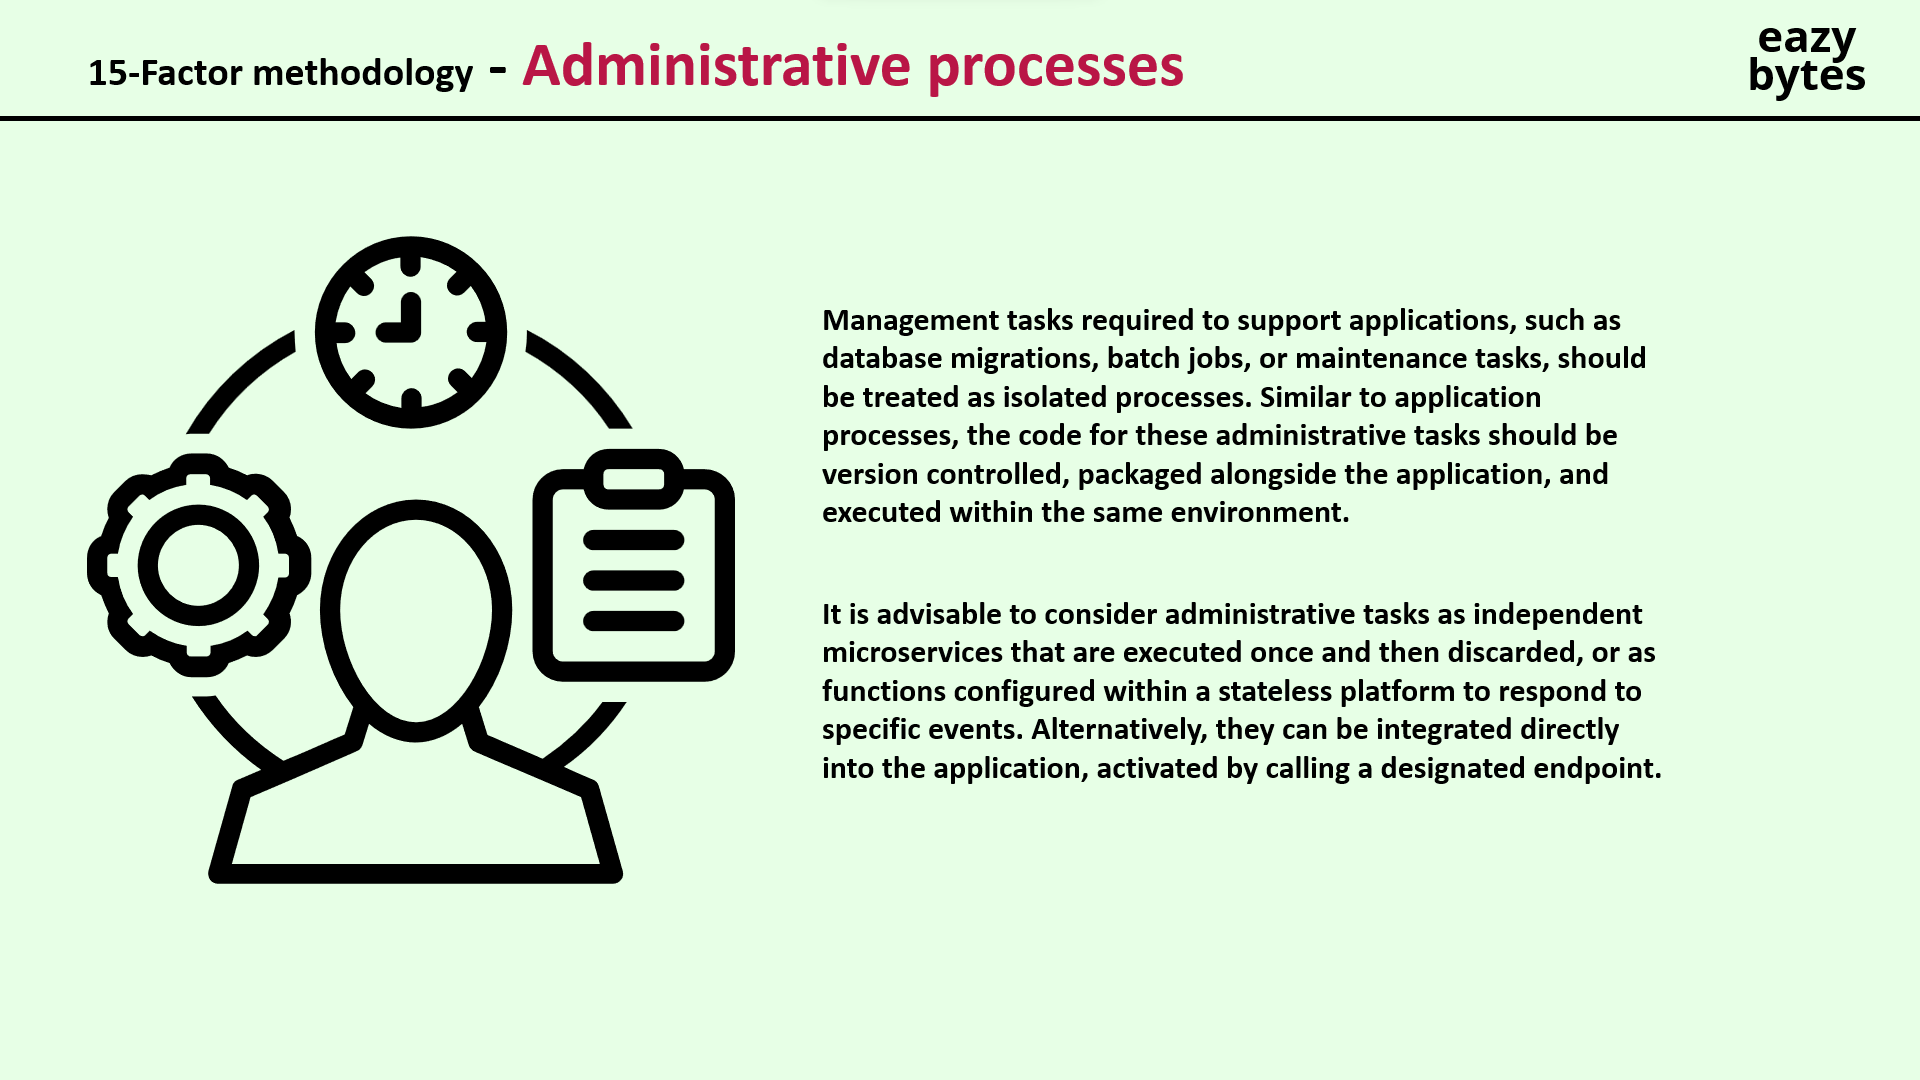 15-Factor methodology - Administrative processes
eazy
bytes
Management tasks required to support applications, such as
database migrations, batch jobs, or maintenance tasks, should
be treated as isolated processes. Similar to application
processes, the code for these administrative tasks should be
version controlled, packaged alongside the application, and
executed within the same environment.
It is advisable to consider administrative tasks as independent
microservices that are executed once and then discarded, or as
functions configured within a stateless platform to respond to
specific events. Alternatively, they can be integrated directly
into the application, activated by calling a designated endpoint.